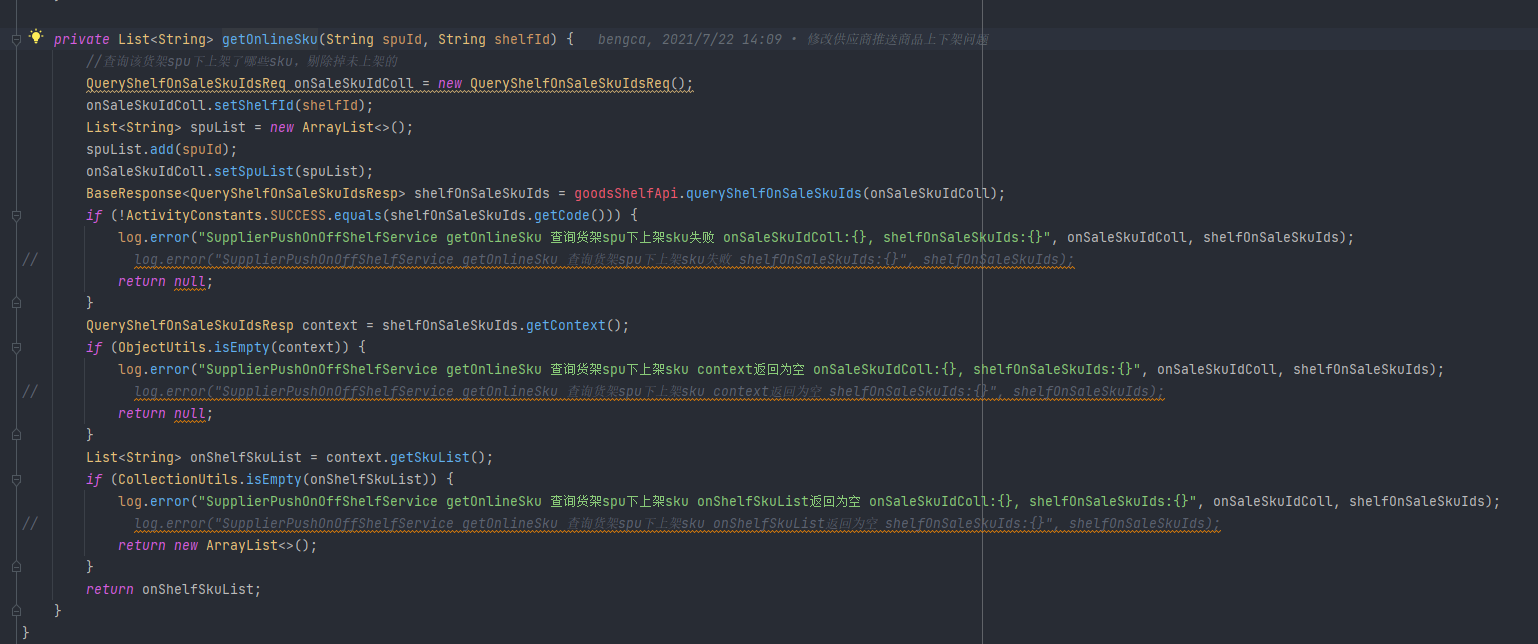 private List<String> getOnlineSku(String spuId, String shelfId) {   bengca, 2021/7/22 14:09 • 修改供应商推送商品上下架问题
//查询该货架spu下上架了哪些sku，剔除掉未上架的
QueryShelfOnSaleSkuIdsReq onSaleSkuIdColl = new QueryShelfOnSaleSkuIdsReq();
onSaleSkuIdColl.setShelfId(shelfId);
List<String> spuList = new ArrayList<>();
spuList.add(spuId);
onSaleSkuIdColl.setSpuList(spuList);
BaseResponse<QueryShelfOnSaleSkuIdsResp> shelfOnSaleSkuIds = goodsShelfApi.queryShelfOnSaleSkuIds(onSaleSkuIdColl);
if (!ActivityConstants.SUCCESS.equals(shelfOnSaleSkuIds.getCode())) {
log.error("SupplierPushOnOffShelfService getOnlineSku 查询货架spu下上架sku失败 onSaleSkuIdColl:{}, shelfOnSaleSkuIds:{}", onSaleSkuIdColl, shelfOnSaleSkuIds);
// log.error("SupplierPushOnOffShelfService getOnlineSku 查询货架spu下上架sku失败 shelfOnSaleSkuIds:{}", shelfOnSaleSkuIds);
return null;
}
QueryShelfOnSaleSkuIdsResp context = shelfOnSaleSkuIds.getContext();
if (ObjectUtils.isEmpty(context)) {
log.error("SupplierPushOnOffShelfService getOnlineSku 查询货架spu下上架sku context返回为空 onSaleSkuIdColl:{}, shelfOnSaleSkuIds:{}", onSaleSkuIdColl, shelfOnSaleSkuIds);
// log.error("SupplierPushOnOffShelfService getOnlineSku 查询货架spu下上架sku context返回为空 shelfOnSaleSkuIds:{}", shelfOnSaleSkuIds);
return null;
}
List<String> onShelfSkuList = context.getSkuList();
if (CollectionUtils.isEmpty(onShelfSkuList)) {
log.error("SupplierPushOnOffShelfService getOnlineSku 查询货架spu下上架sku onShelfSkuList返回为空 onSaleSkuIdColl:{}, shelfOnSaleSkuIds:{}", onSaleSkuIdColl, shelfOnSaleSkuIds);
// log.error("SupplierPushOnOffShelfService getOnlineSku 查询货架spu下上架sku onShelfSkuList返回为空 shelfOnSaleSkuIds:{}", shelfOnSaleSkuIds);
return new ArrayList<>();
}
return onShelfSkuList;
}
}